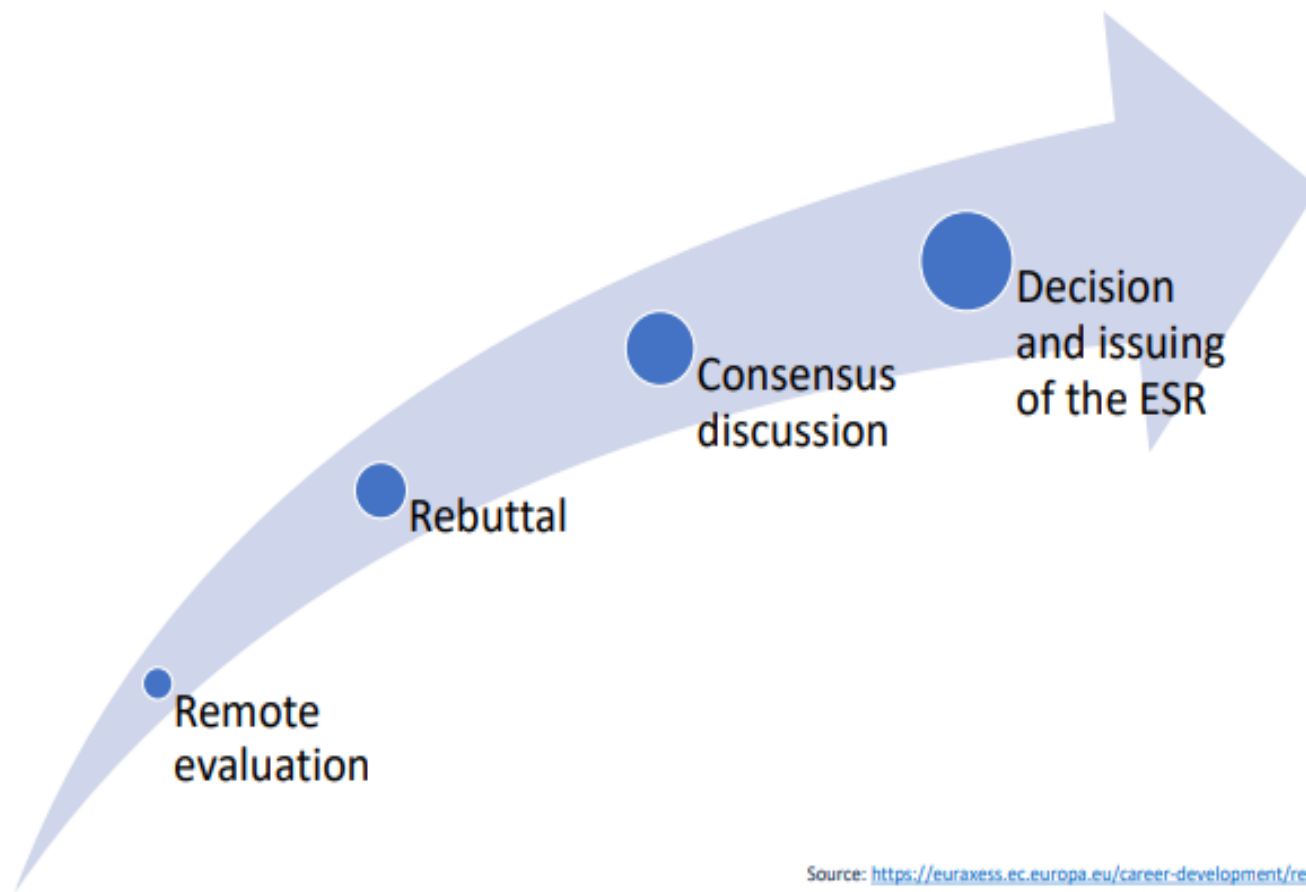 Decision
and issuing
of the ESR
Consensus
discussion
Rebuttal
Remote
evaluation
Source: https://euraxess.ec.europa.eu/career-development/re